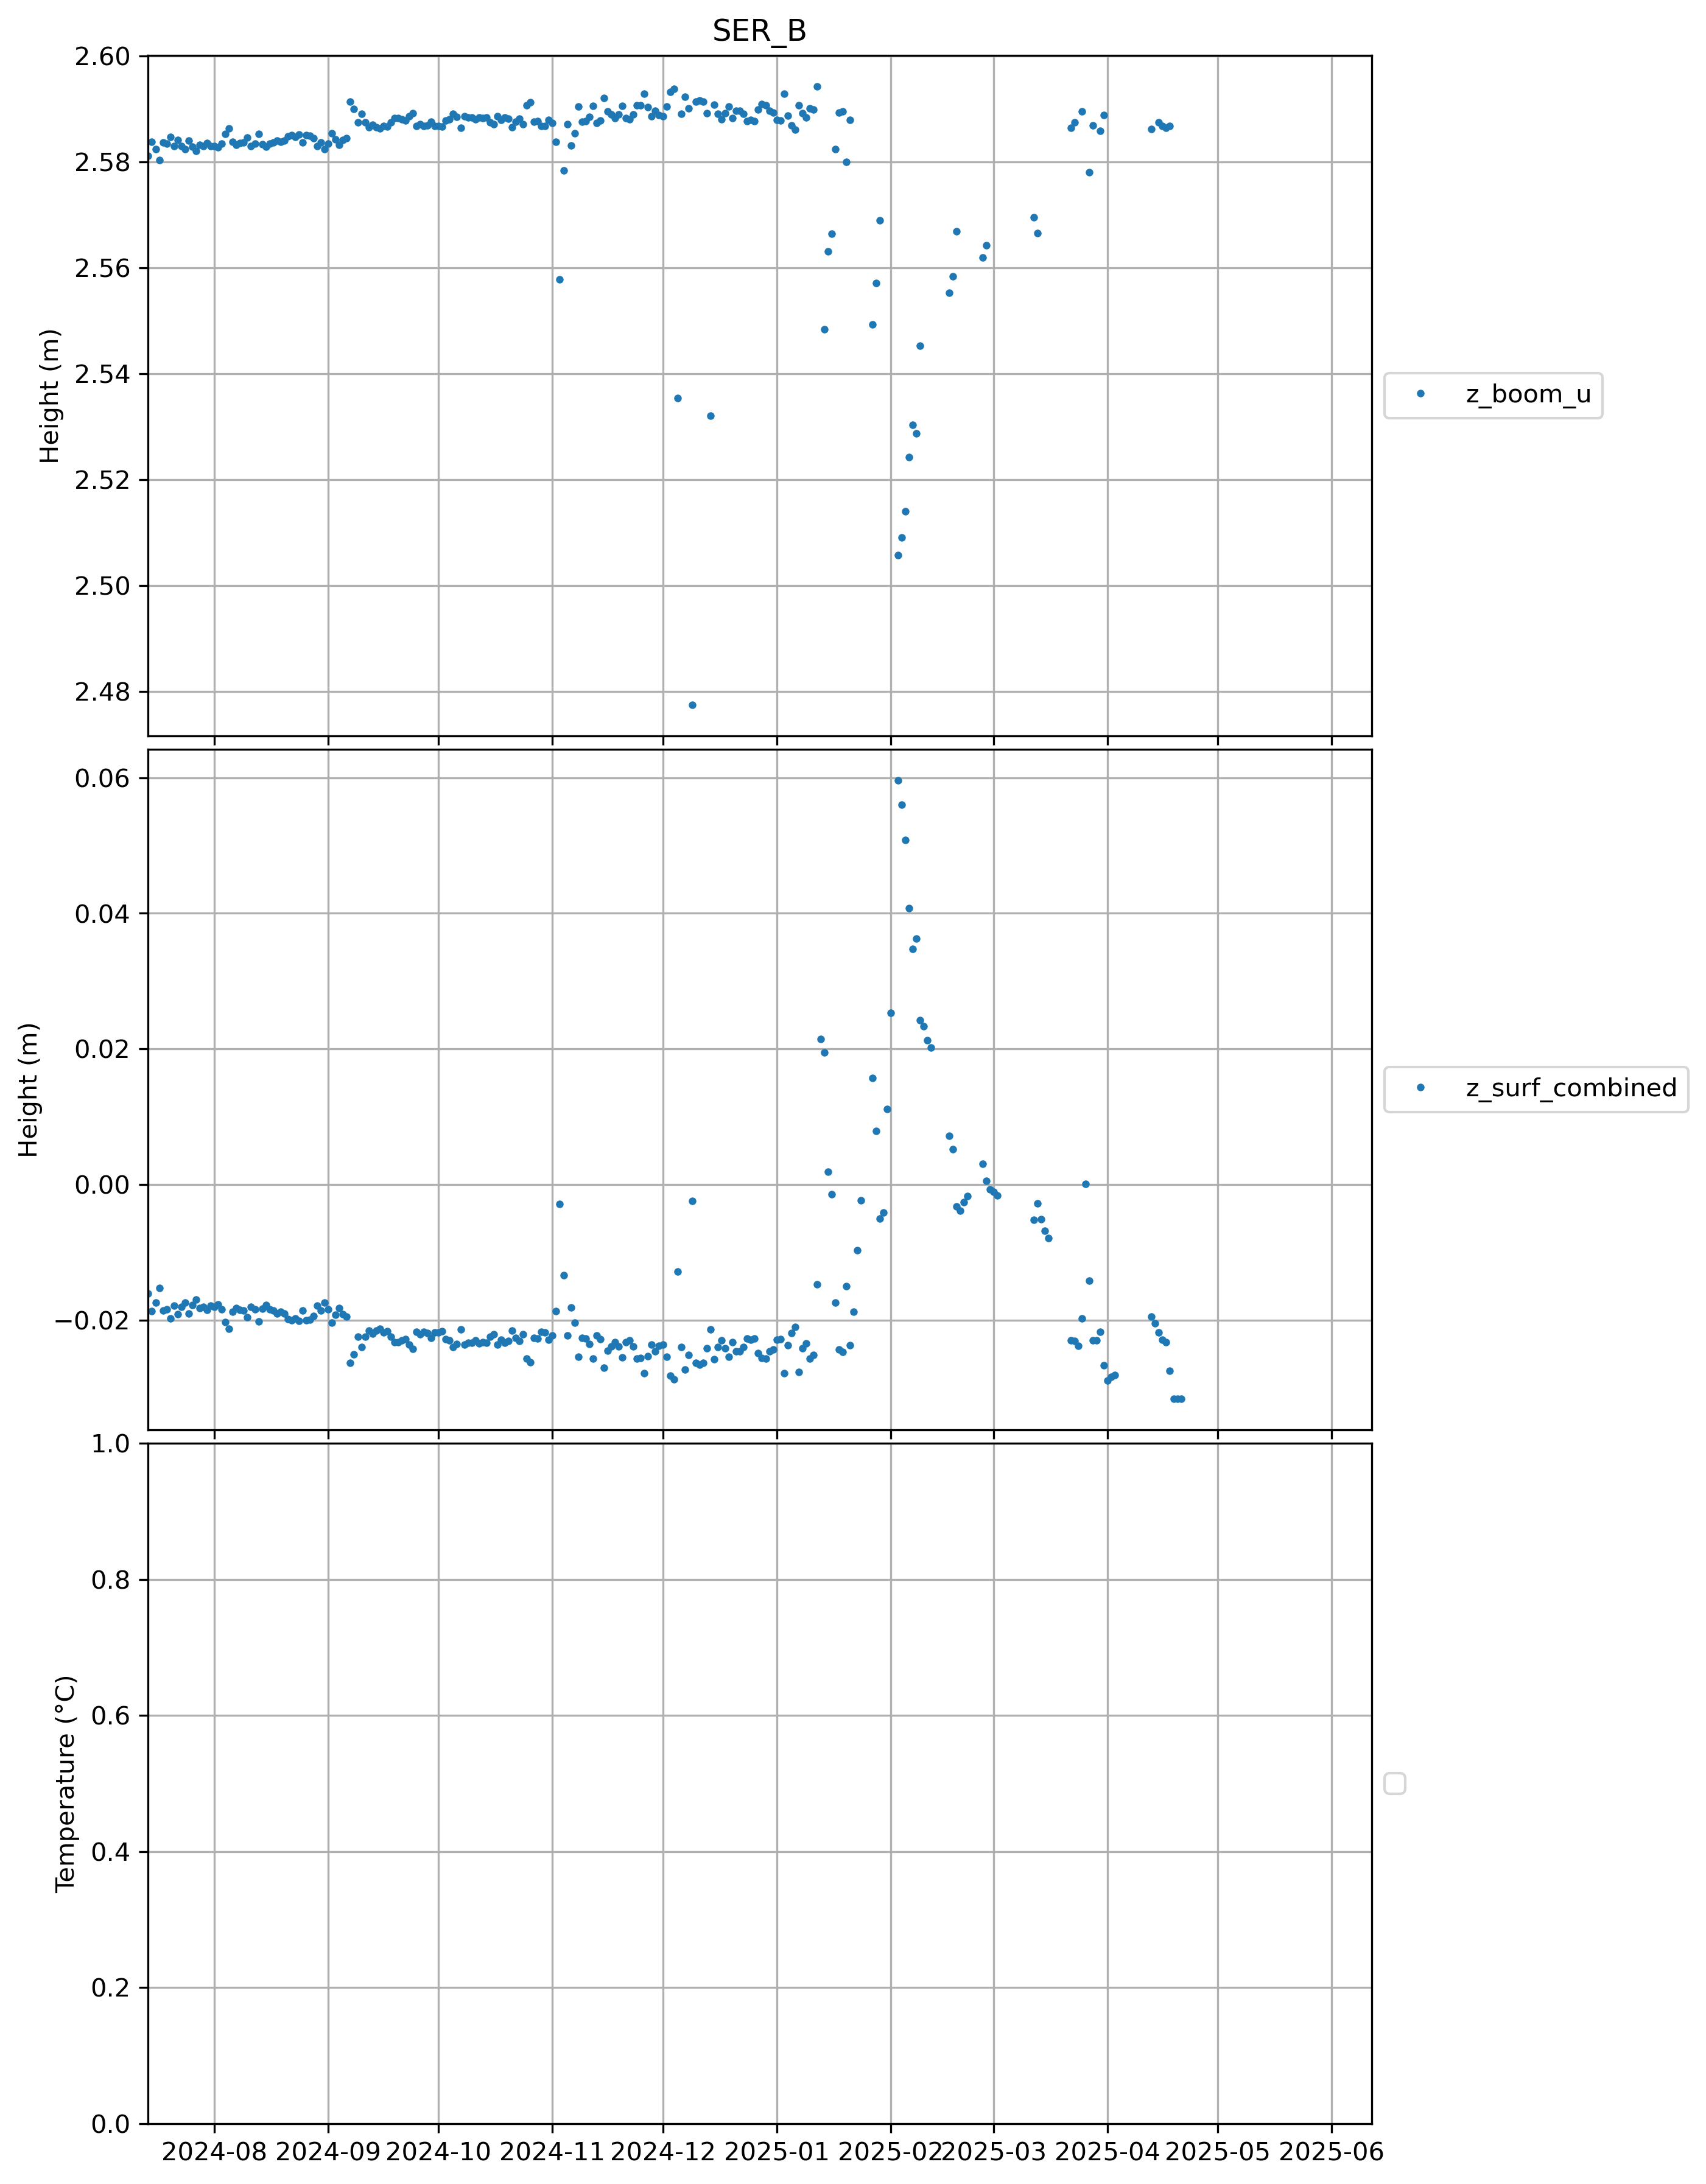 SER_B
2.60
2.58
2.56
2.54
2.52
2.50
2.48
Height (m)
z_boom_u
0.06
0.04
0.02
0.00
−0.02
Height (m)
z_surf_combined
1.0
0.8
0.6
0.4
0.2
0.0
Temperature (°C)
2024-08 2024-09 2024-10 2024-11 2024-12 2025-01 2025-02 2025-03 2025-04 2025-05 2025-06